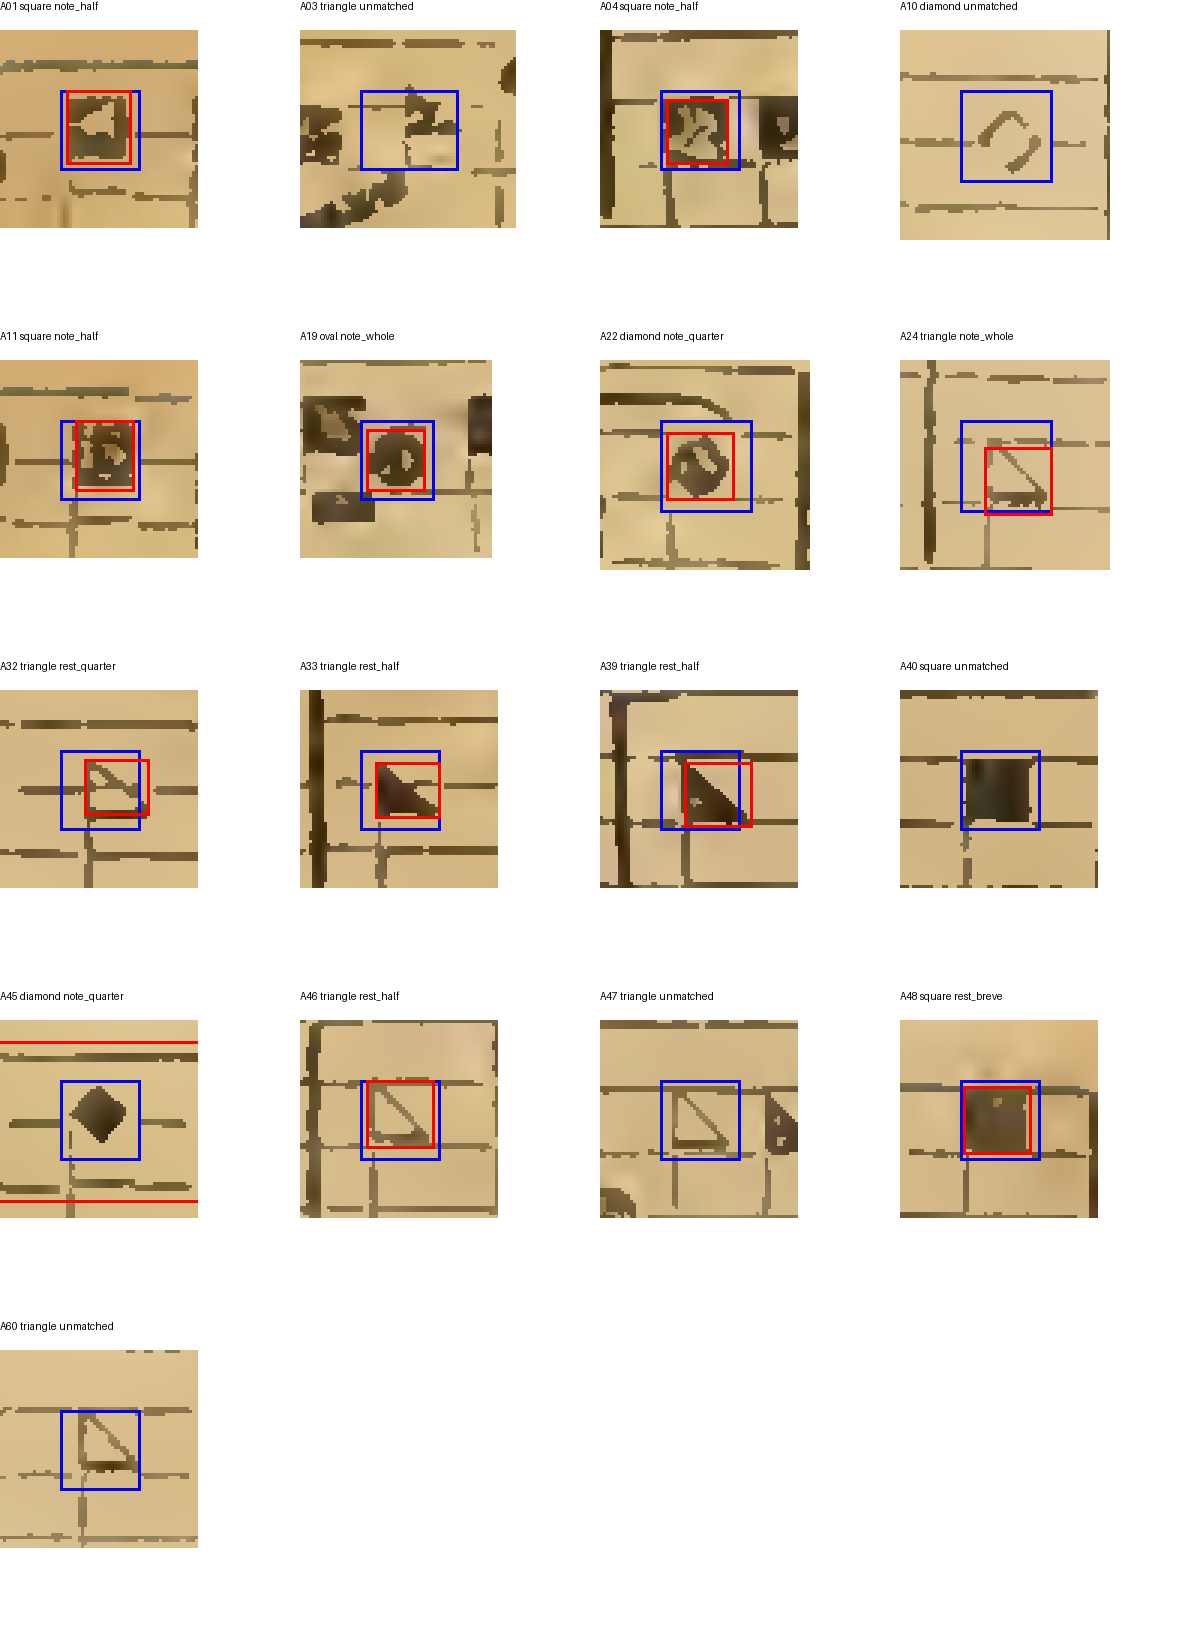 A01 square note_half
A03 triangle unmatched
A04 square note_half
A10 diamond unmatched
A11 square note_half
A19 oval note_whole
A22 diamond note_quarter
A24 triangle note_whole
A32 triangle rest_quarter
A33 triangle rest_half
A39 triangle rest_half
A40 square unmatched
A45 diamond note_quarter
A46 triangle rest_half
A47 triangle unmatched
A48 square rest_breve
A60 triangle unmatched